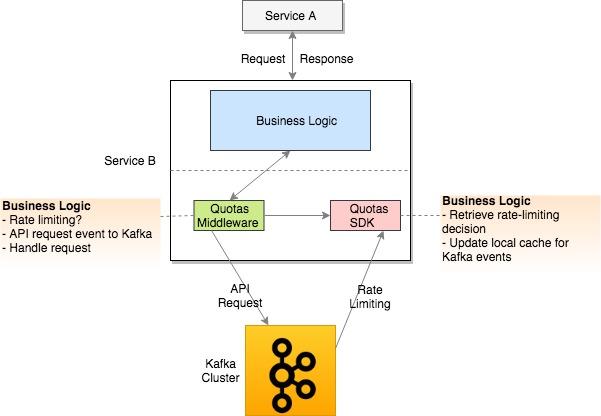 Service A
Request
Response
Business Logic
Service B
Business Logic
- Rate limiting?
- API request event to Kafka
- Handle request
Quotas
Middleware
Quotas
SDK
Business Logic
- Retrieve rate-limiting
decision
- Update local cache for
Kafka events
API
Request
Rate
Limiting
Kafka
Cluster